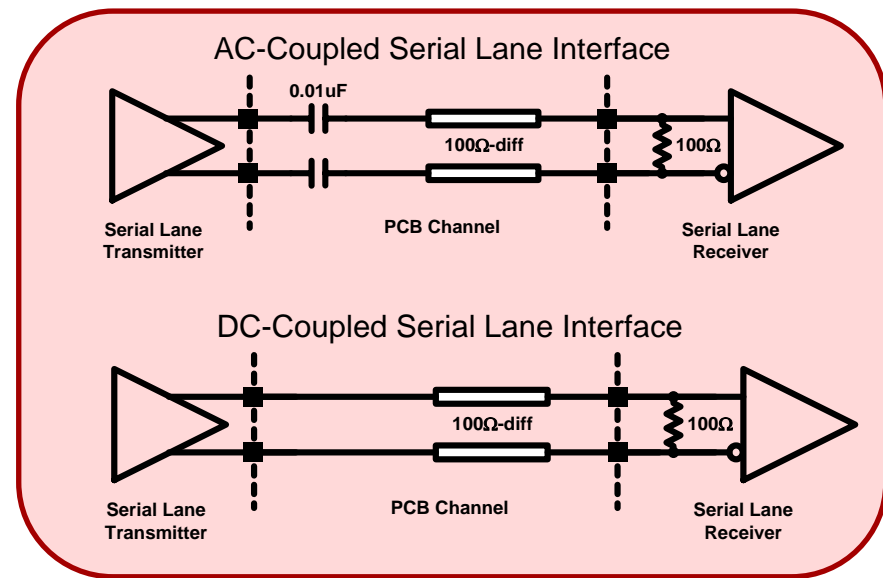 AC-Coupled Serial Lane Interface
0.01uF
100Ω-diff
100Ω
Serial Lane
Transmitter
PCB Channel
Serial Lane
Receiver
DC-Coupled Serial Lane Interface
100Ω-diff
100Ω
Serial Lane
Transmitter
PCB Channel
Serial Lane
Receiver